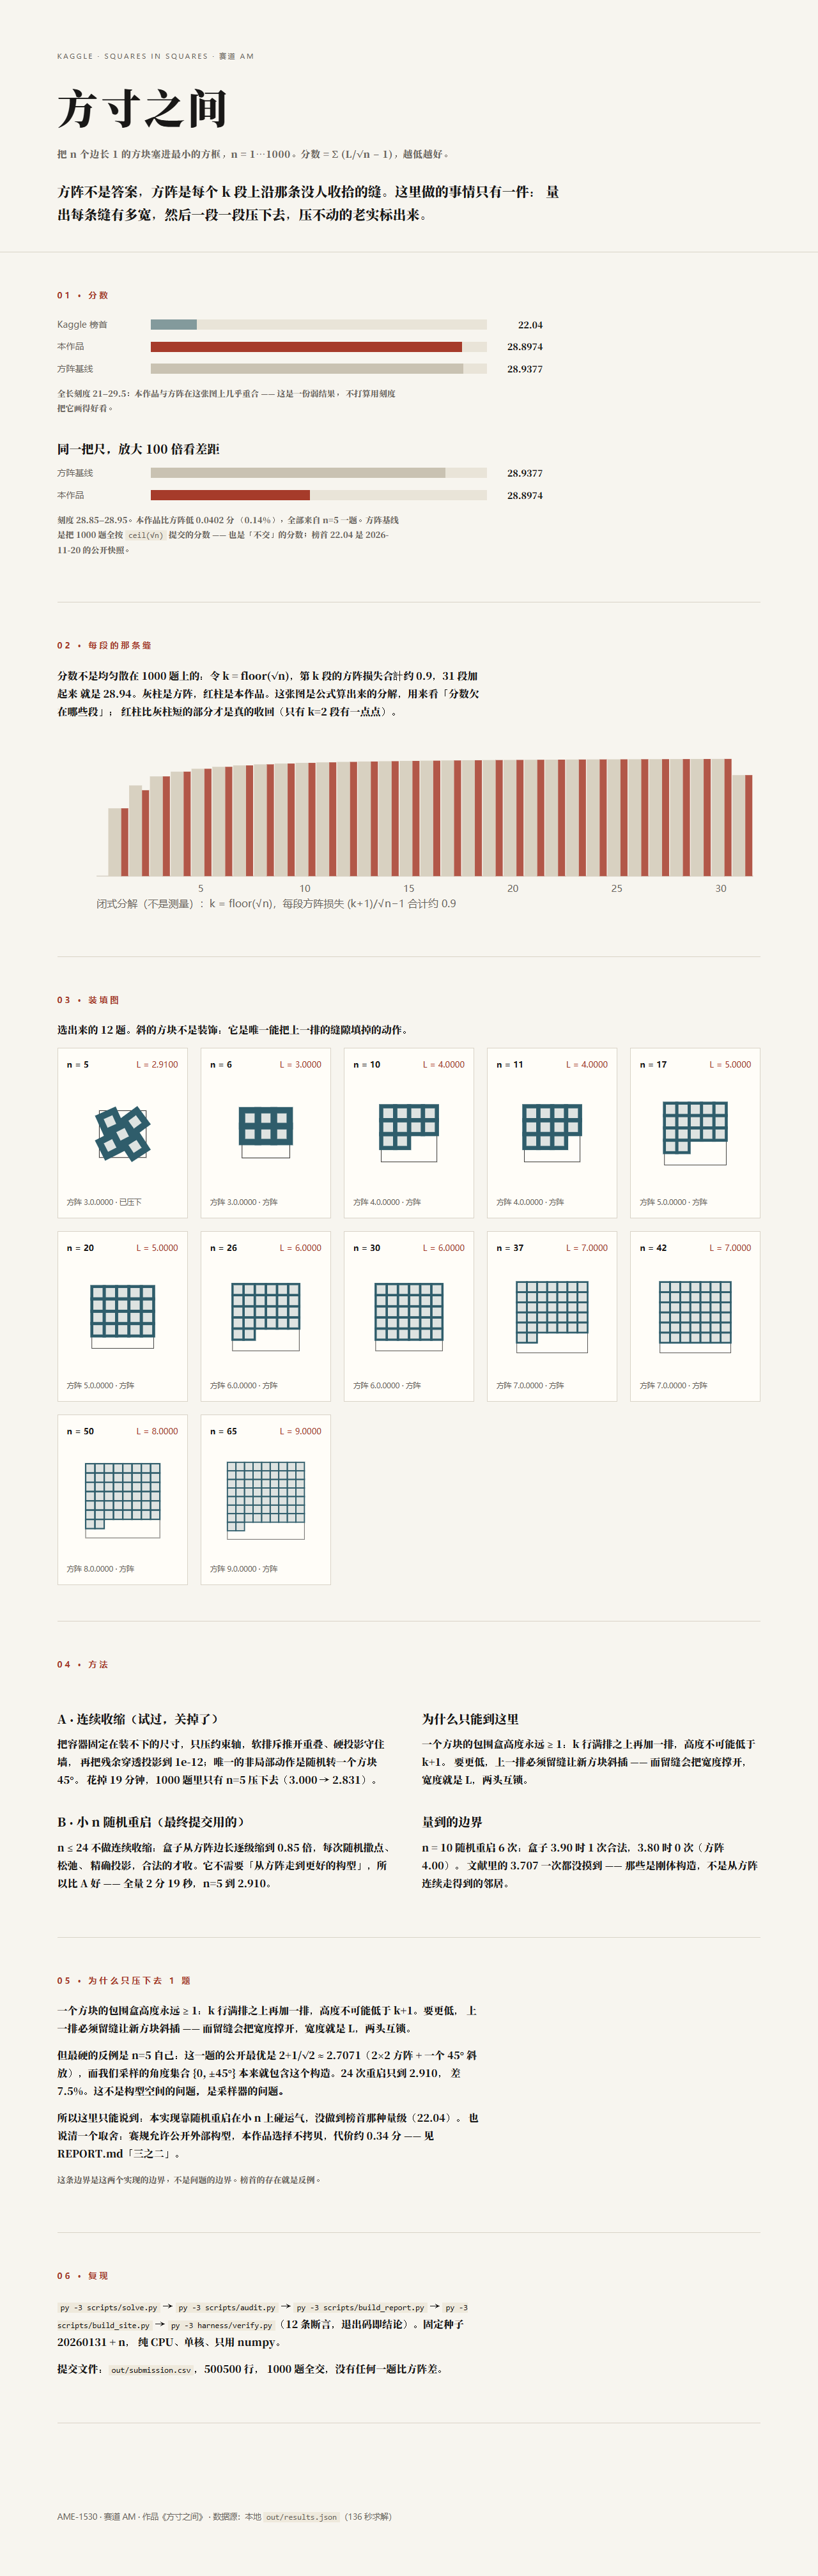 KAGGLE · SQUARES IN SQUARES · 赛道 AM
方寸之间
把 n 个边长 1 的方块塞进最小的方框，n = 1…1000。分数 = Σ (L/√n − 1)，越低越好。
方阵不是答案，方阵是每个 k 段上沿那条没人收拾的缝。这里做的事情只有一件： 量
出每条缝有多宽，然后一段一段压下去，压不动的老实标出来。
01 · 分数
Kaggle 榜首 22.04
本作品 28.8974
方阵基线 28.9377
全长刻度 21–29.5；本作品与方阵在这张图上几乎重合 —— 这是一份弱结果， 不打算用刻度
把它画得好看。
同一把尺，放大 100 倍看差距
方阵基线 28.9377
本作品 28.8974
刻度 28.85–28.95。本作品比方阵低 0.0402 分（0.14%），全部来自 n=5 一题。方阵基线
是把 1000 题全按 ceil(√n) 提交的分数 —— 也是「不交」的分数；榜首 22.04 是 2026-
11-20 的公开快照。
02 · 每段的那条缝
分数不是均匀散在 1000 题上的：令 k = floor(√n)，第 k 段的方阵损失合計约 0.9，31 段加
起来 就是 28.94。灰柱是方阵，红柱是本作品。这张图是公式算出来的分解，用来看「分数欠
在哪些段」； 红柱比灰柱短的部分才是真的收回（只有 k=2 段有一点点）。
5 10 15 20 25 30
闭式分解（不是测量）：k = floor(√n)，每段方阵损失 (k+1)/√n−1 合计约 0.9
03 · 装填图
选出来的 12 题。斜的方块不是装饰：它是唯一能把上一排的缝隙填掉的动作。
n = 5 L = 2.9100
方阵 3.0.0000 · 已压下
n = 6 L = 3.0000
方阵 3.0.0000 · 方阵
n = 10 L = 4.0000
方阵 4.0.0000 · 方阵
n = 11 L = 4.0000
方阵 4.0.0000 · 方阵
n = 17 L = 5.0000
方阵 5.0.0000 · 方阵
n = 20 L = 5.0000
方阵 5.0.0000 · 方阵
n = 26 L = 6.0000
方阵 6.0.0000 · 方阵
n = 30 L = 6.0000
方阵 6.0.0000 · 方阵
n = 37 L = 7.0000
方阵 7.0.0000 · 方阵
n = 42 L = 7.0000
方阵 7.0.0000 · 方阵
n = 50 L = 8.0000
方阵 8.0.0000 · 方阵
n = 65 L = 9.0000
方阵 9.0.0000 · 方阵
04 · 方法
A · 连续收缩（试过，关掉了）
把容器固定在装不下的尺寸，只压约束轴，软排斥推开重叠、硬投影守住
墙， 再把残余穿透投影到 1e-12；唯一的非局部动作是随机转一个方块
45°。 花掉 19 分钟，1000 题里只有 n=5 压下去（3.000 → 2.831）。
为什么只能到这里
一个方块的包围盒高度永远 ≥ 1；k 行满排之上再加一排，高度不可能低于
k+1。 要更低，上一排必须留缝让新方块斜插 —— 而留缝会把宽度撑开，
宽度就是 L，两头互锁。
B · 小 n 随机重启（最终提交用的）
n ≤ 24 不做连续收缩：盒子从方阵边长逐级缩到 0.85 倍，每次随机撒点、
松弛、 精确投影，合法的才收。它不需要「从方阵走到更好的构型」，所
以比 A 好 —— 全量 2 分 19 秒，n=5 到 2.910。
量到的边界
n = 10 随机重启 6 次：盒子 3.90 时 1 次合法，3.80 时 0 次（方阵
4.00）。 文献里的 3.707 一次都没摸到 —— 那些是刚体构造，不是从方阵
连续走得到的邻居。
05 · 为什么只压下去 1 题
一个方块的包围盒高度永远 ≥ 1；k 行满排之上再加一排，高度不可能低于 k+1。要更低， 上
一排必须留缝让新方块斜插 —— 而留缝会把宽度撑开，宽度就是 L，两头互锁。
但最硬的反例是 n=5 自己：这一题的公开最优是 2+1/√2 ≈ 2.7071（2×2 方阵 + 一个 45° 斜
放），而我们采样的角度集合 {0, ±45°} 本来就包含这个构造。24 次重启只到 2.910， 差
7.5%。这不是构型空间的问题，是采样器的问题。
所以这里只能说到：本实现靠随机重启在小 n 上碰运气，没做到榜首那种量级（22.04）。 也
说清一个取舍：赛规允许公开外部构型，本作品选择不拷贝，代价约 0.34 分 —— 见
REPORT.md「三之二」。
这条边界是这两个实现的边界，不是问题的边界。榜首的存在就是反例。
06 · 复现
py -3 scripts/solve.py → py -3 scripts/audit.py → py -3 scripts/build_report.py → py -3
scripts/build_site.py → py -3 harness/verify.py（12 条断言，退出码即结论）。固定种子
20260131 + n， 纯 CPU、单核、只用 numpy。
提交文件：out/submission.csv，500500 行， 1000 题全交，没有任何一题比方阵差。
AME-1530 · 赛道 AM · 作品《方寸之间》 · 数据源：本地 out/results.json（136 秒求解）